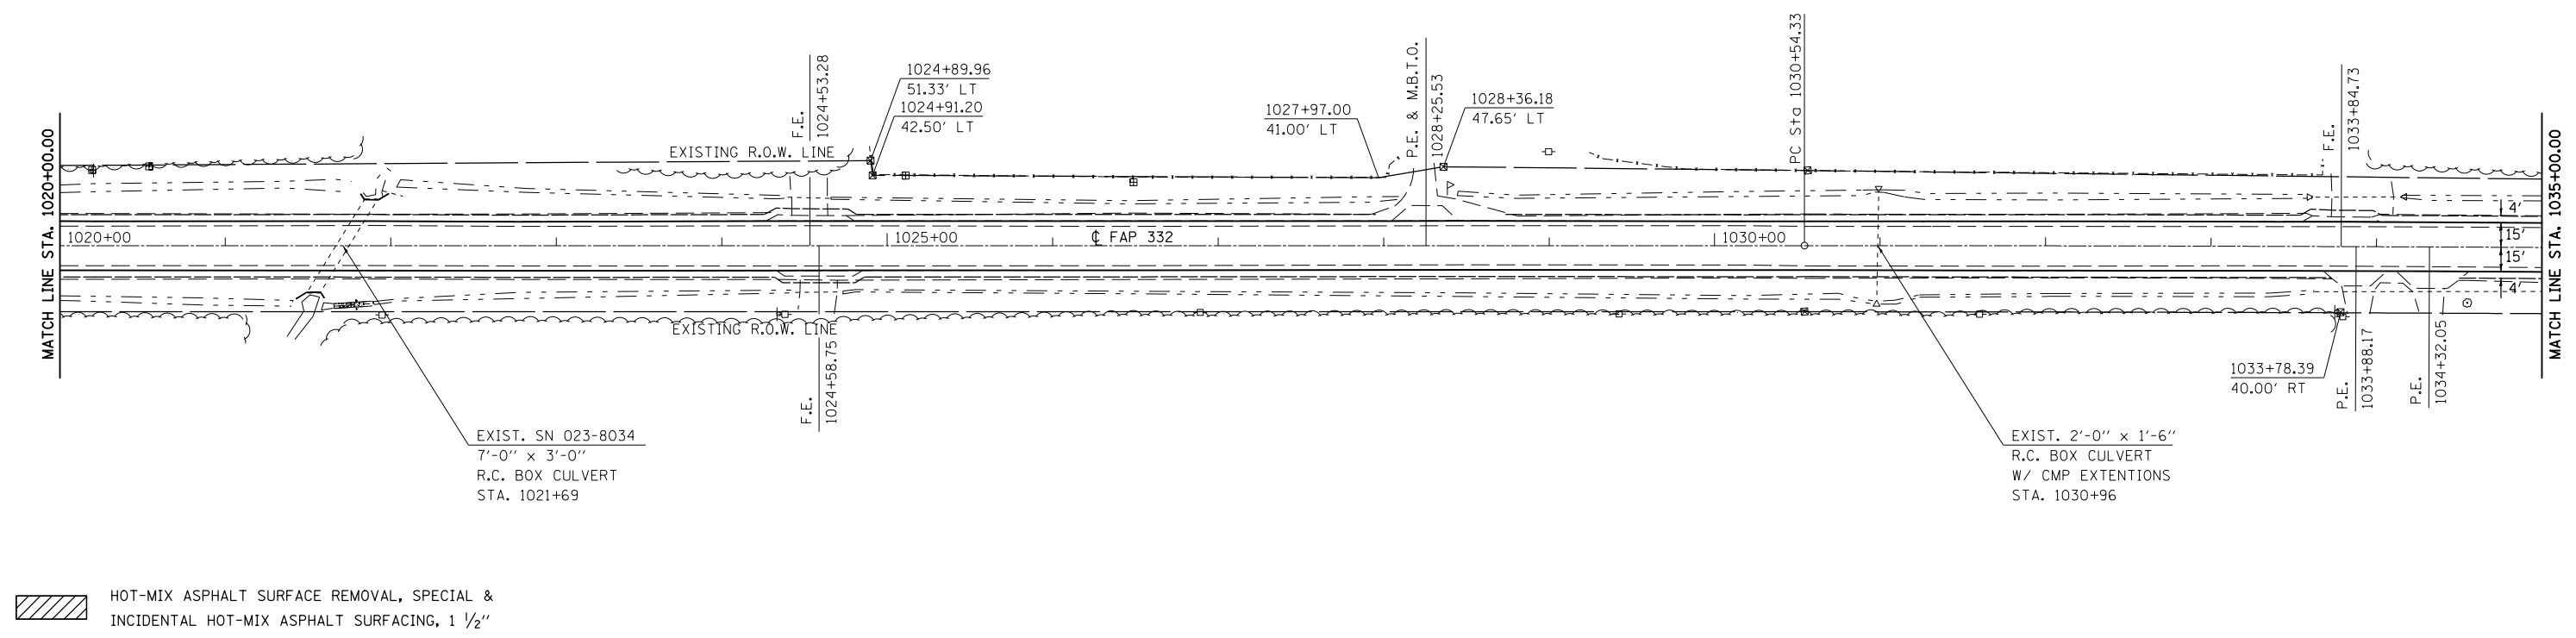 MATCH LINE STA. 1020+00.00
1020+00
EXISTING R.O.W. LINE
F.E.
1024+53.28
1024+89.96
51.33' LT
1024+91.20
42.50' LT
1025+00
℄ FAP 332
1027+97.00
41.00' LT
P.E. & M.B.T.O.
1028+25.53
1028+36.18
47.65' LT
1030+00
PC Sta 1030+54.33
F.E.
1033+84.73
4'
15'
15'
4'
MATCH LINE STA. 1035+00.00
EXISTING R.O.W. LINE
F.E.
1024+58.75
1033+78.39
40.00' RT
P.E.
1033+88.17
P.E.
1034+32.05
EXIST. SN 023-8034
7'-0" x 3'-0"
R.C. BOX CULVERT
STA. 1021+69
EXIST. 2'-0" x 1'-6"
R.C. BOX CULVERT
W/ CMP EXTENTIONS
STA. 1030+96
HOT-MIX ASPHALT SURFACE REMOVAL, SPECIAL &
INCIDENTAL HOT-MIX ASPHALT SURFACING, 1 1/2"